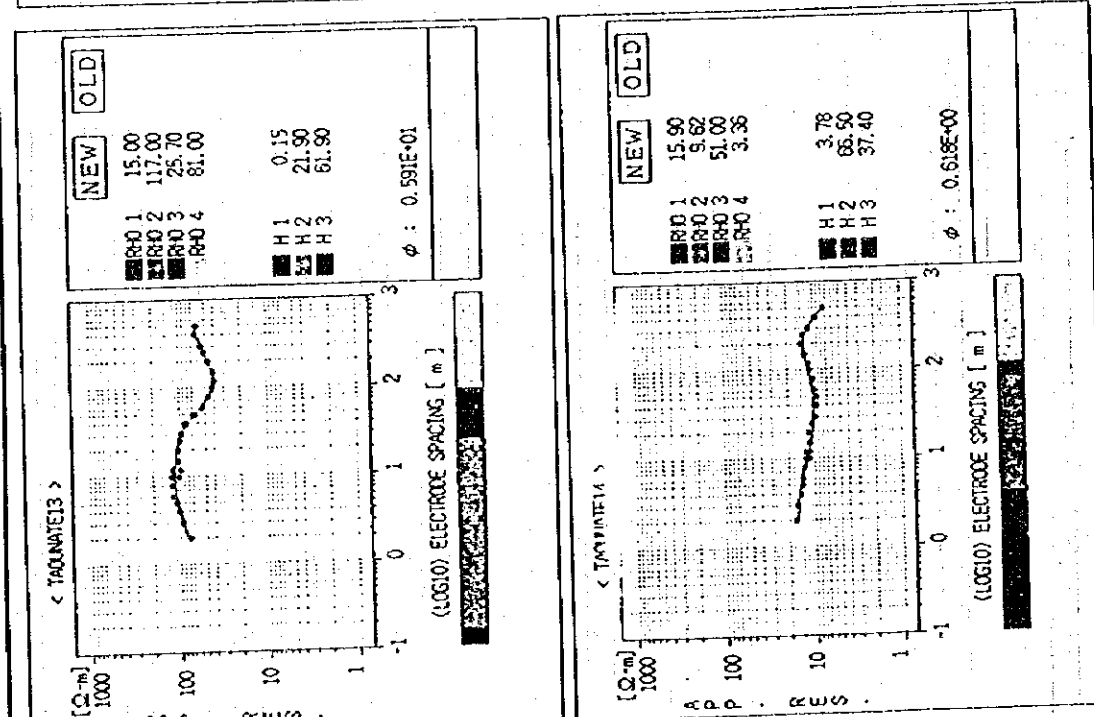 < TAOUNATE13 >
[Ω-m]
1000
100
10
1
-1
0
1
2
3
(LOG10) ELECTRODE SPACING [ m ]
NEW OLD
RHO 1 15.00
RHO 2 117.00
RHO 3 25.70
RHO 4 81.00
H 1 0.15
H 2 21.90
H 3 61.90
φ : 0.591E+01
< TAOUNATE14 >
[Ω-m]
1000
100
10
1
APP. RES.
-1
0
1
2
3
(LOG10) ELECTRODE SPACING [ m ]
NEW OLD
RHO 1 15.90
RHO 2 9.62
RHO 3 51.00
RHO 4 3.36
H 1 3.78
H 2 66.50
H 3 37.40
φ : 0.618E+00